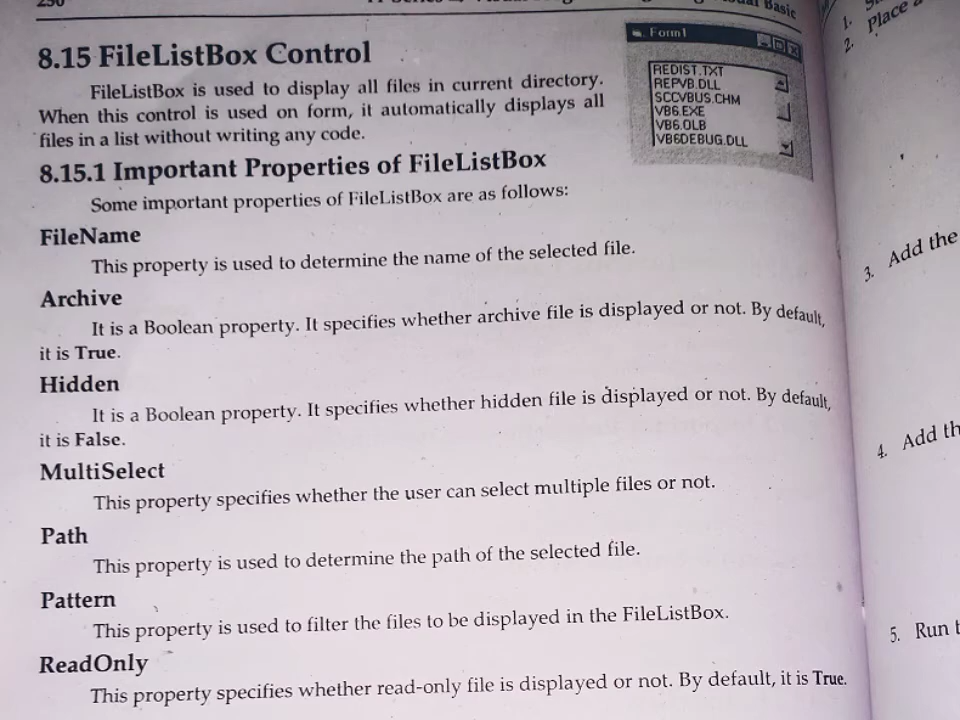 Visual Basic
8.15 FileListBox Control
FileListBox is used to display all files in current directory.
When this control is used on form, it automatically displays all
files in a list without writing any code.
Form1
REDIST.TXT
REPVB.DLL
SCCVBUS.CHM
VB6.EXE
VB6.OLB
VB6DEBUG.DLL
8.15.1 Important Properties of FileListBox
Some important properties of FileListBox are as follows:
FileName
This property is used to determine the name of the selected file.
Archive
It is a Boolean property. It specifies whether archive file is displayed or not. By default,
it is True.
Hidden
It is a Boolean property. It specifies whether hidden file is displayed or not. By default,
it is False.
MultiSelect
This property specifies whether the user can select multiple files or not.
Path
This property is used to determine the path of the selected file.
Pattern
This property is used to filter the files to be displayed in the FileListBox.
ReadOnly
This property specifies whether read-only file is displayed or not. By default, it is True.
1.
2. Place
3. Add the
4. Add th
5. Run t